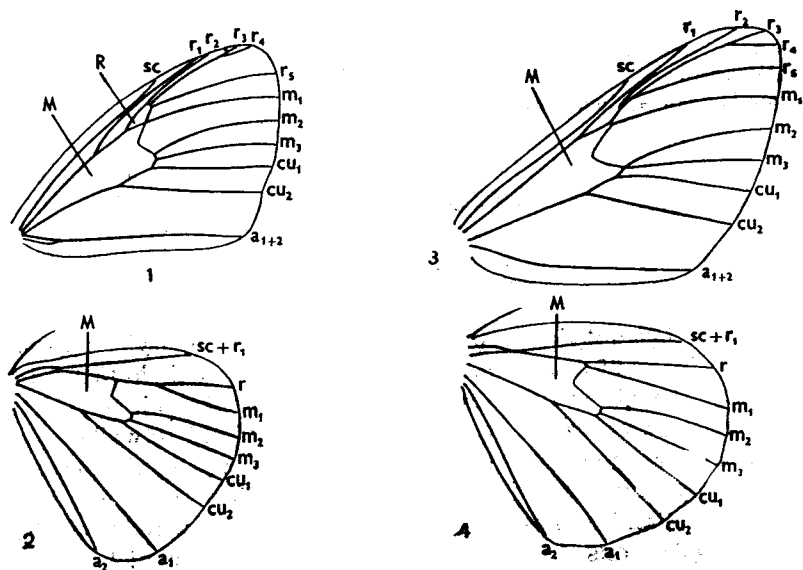 M
R
sc
r₁
r₂
r₃
r₄
r₅
m₁
m₂
m₃
cu₁
cu₂
a₁₊₂
1
M
sc
r₁
r₂
r₃
r₄
r₅
m₁
m₂
m₃
cu₁
cu₂
a₁₊₂
3
M
sc + r₁
r
m₁
m₂
m₃
cu₁
cu₂
a₁
a₂
2
M
sc + r₁
r
m₁
m₂
m₃
cu₁
cu₂
a₁
a₂
4